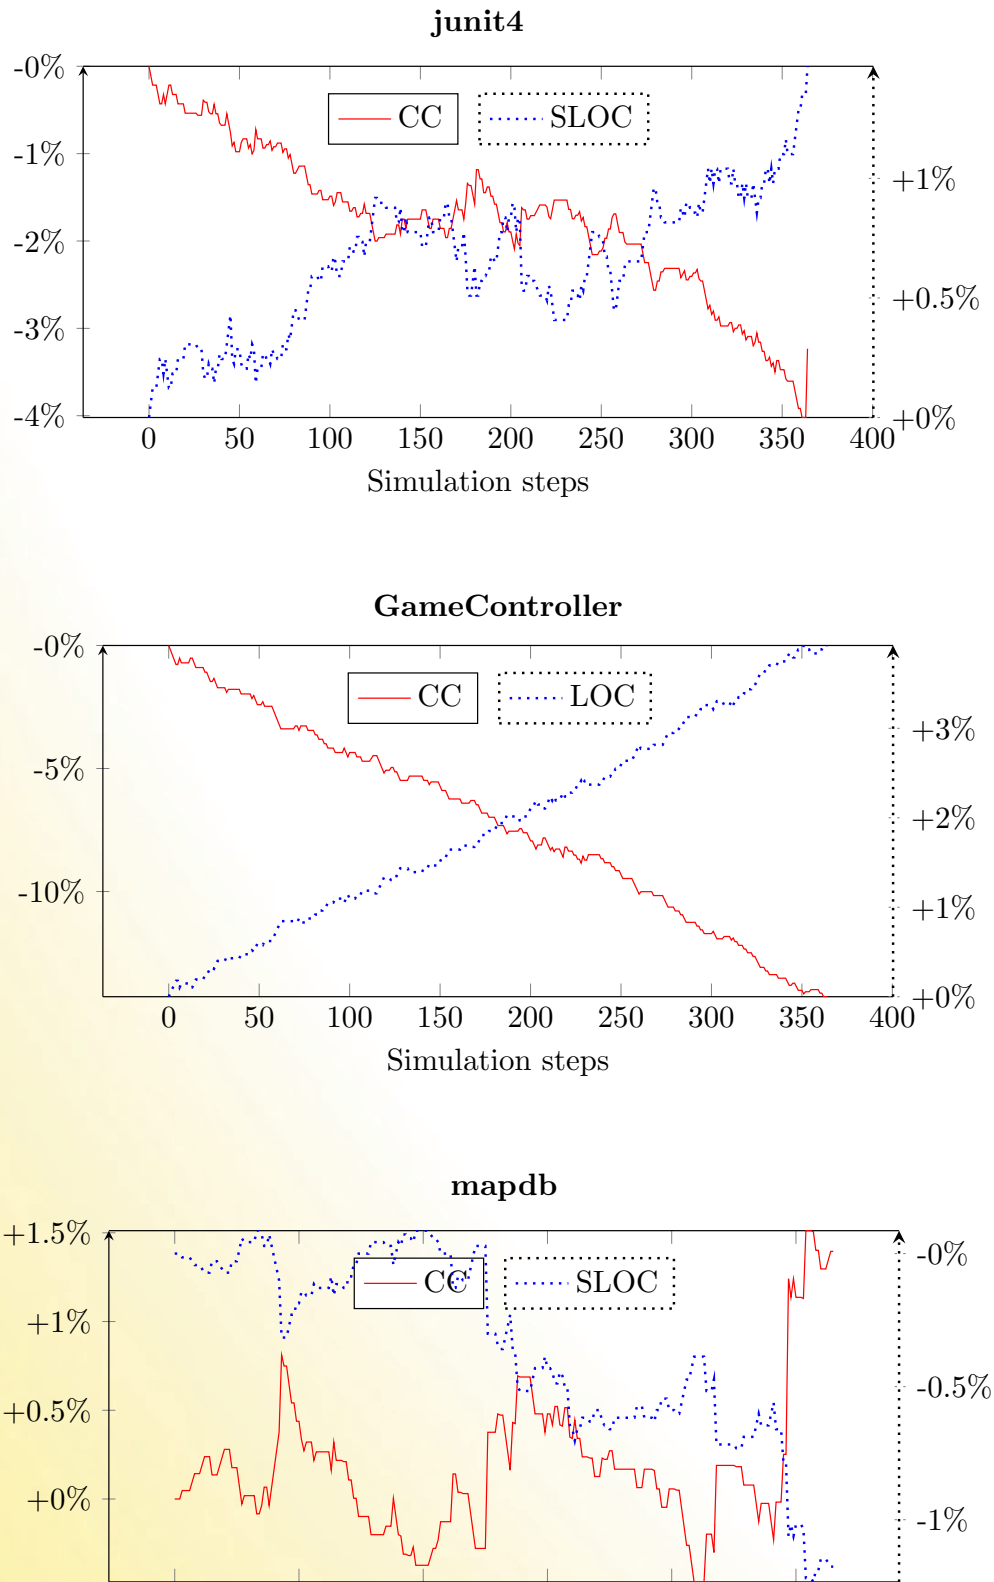 junit4
-0%
-1%
-2%
-3%
-4%
CC
SLOC
+1%
+0.5%
+0%
0 50 100 150 200 250 300 350 400
Simulation steps
GameController
-0%
-5%
-10%
CC
LOC
+3%
+2%
+1%
+0%
0 50 100 150 200 250 300 350 400
Simulation steps
mapdb
+1.5%
+1%
+0.5%
+0%
CC
SLOC
-0%
-0.5%
-1%